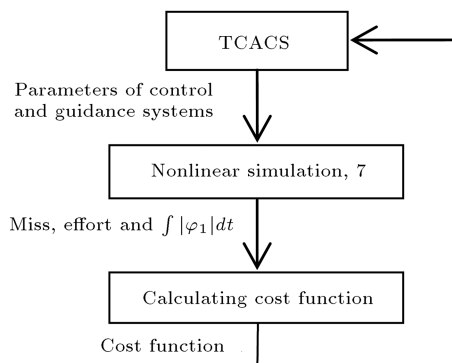 TCACS
Parameters of control
and guidance systems
Nonlinear simulation, 7
Miss, effort and ∫ |φ₁|dt
Calculating cost function
Cost function